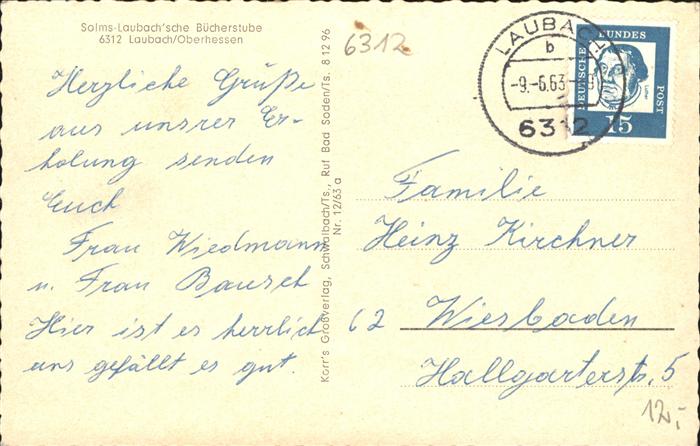 Solms-Laubach'sche Bücherstube
6312 Laubach/Oberhessen
Herzliche Grüße
aus unsrer Er-
holung senden
Euch
Frau Wiedmann
u. Frau Bausch
Hier ist es herrlich
uns gefällt es gut.
Korr's Großverlag, Schwalbach/Ts., Ruf Bad Soden/Ts. 8 12 96
Nr. 12/63 a
6312
LAUBACH
b
-9.-6.63
6312
DEUTSCHE BUNDES POST
Luther
15
Familie
Heinz Kirchner
62 Wiesbaden
Hallgarterstr. 5
12,-